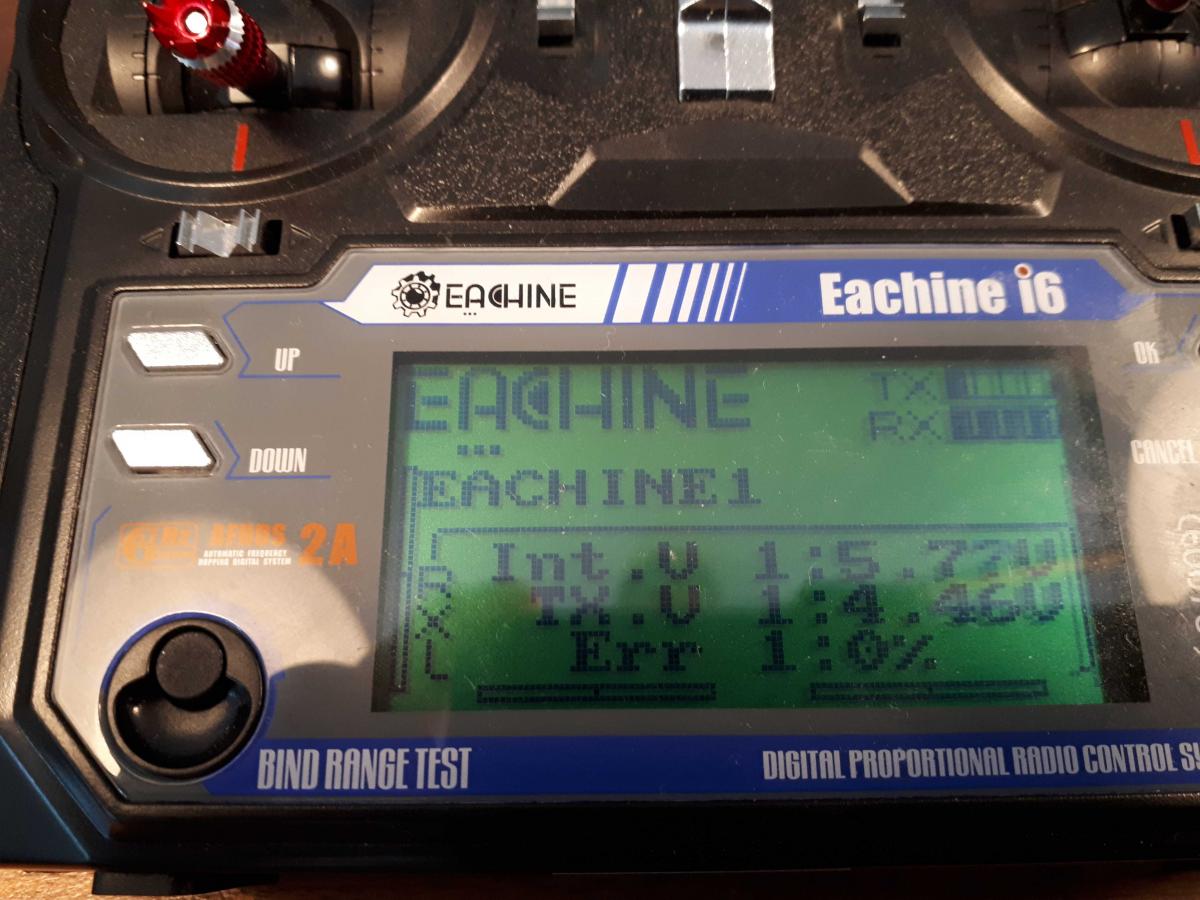 EACHINE
Eachine i6
UP
OK
EACHINE
TX
RX
DOWN
CANCEL
EACHINE1
AFHDS 2A
AUTOMATIC FREQUENCY
HOPPING DIGITAL SYSTEM
Int.V 1:5.77V
TX.V 1:4.46V
Err 1:0%
BIND RANGE TEST
DIGITAL PROPORTIONAL RADIO CONTROL